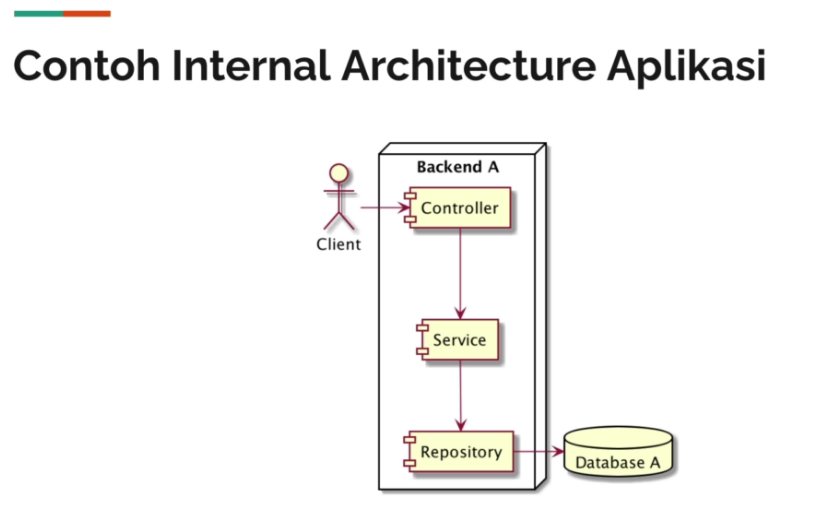 Contoh Internal Architecture Aplikasi
Backend A
Controller
Client
Service
Repository
Database A